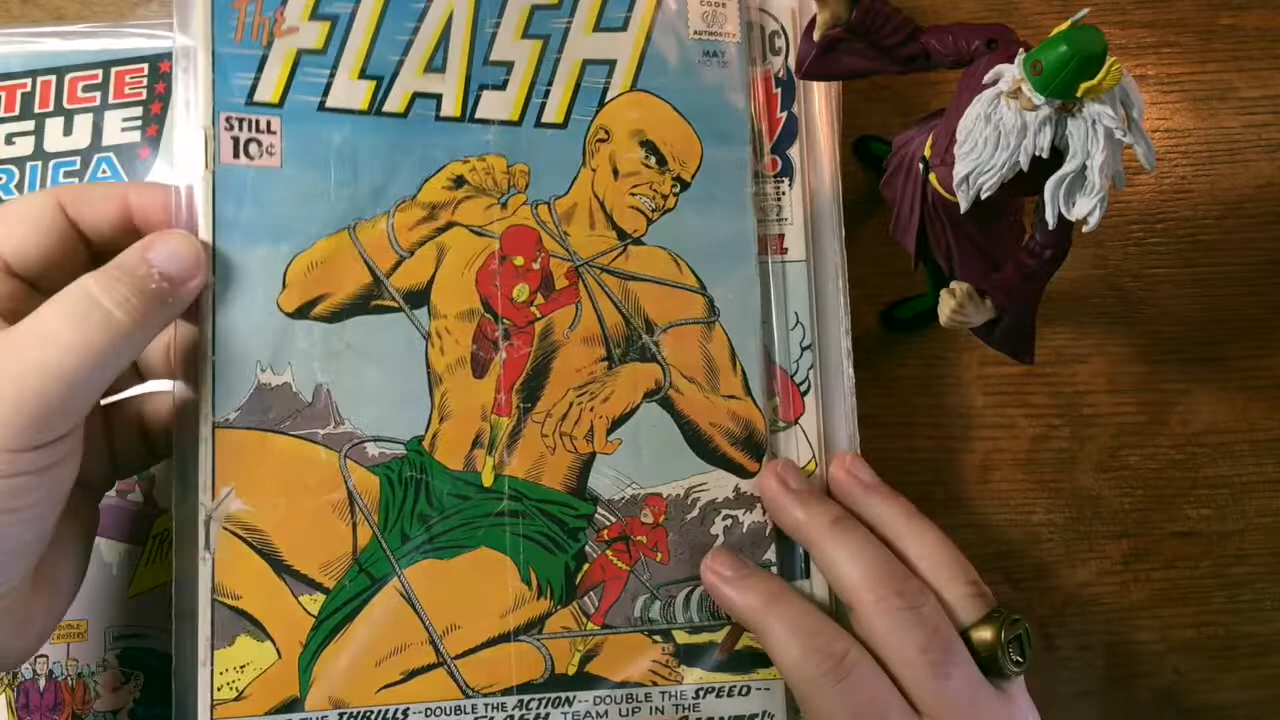 The
FLASH
CODE
AUTHORITY
MAY
STILL
10¢
TICE
GUE
RICA
DOUBLE-
CROSSERS!
THE THRILLS--DOUBLE THE ACTION--DOUBLE THE SPEED--
FLASH TEAM UP IN THE